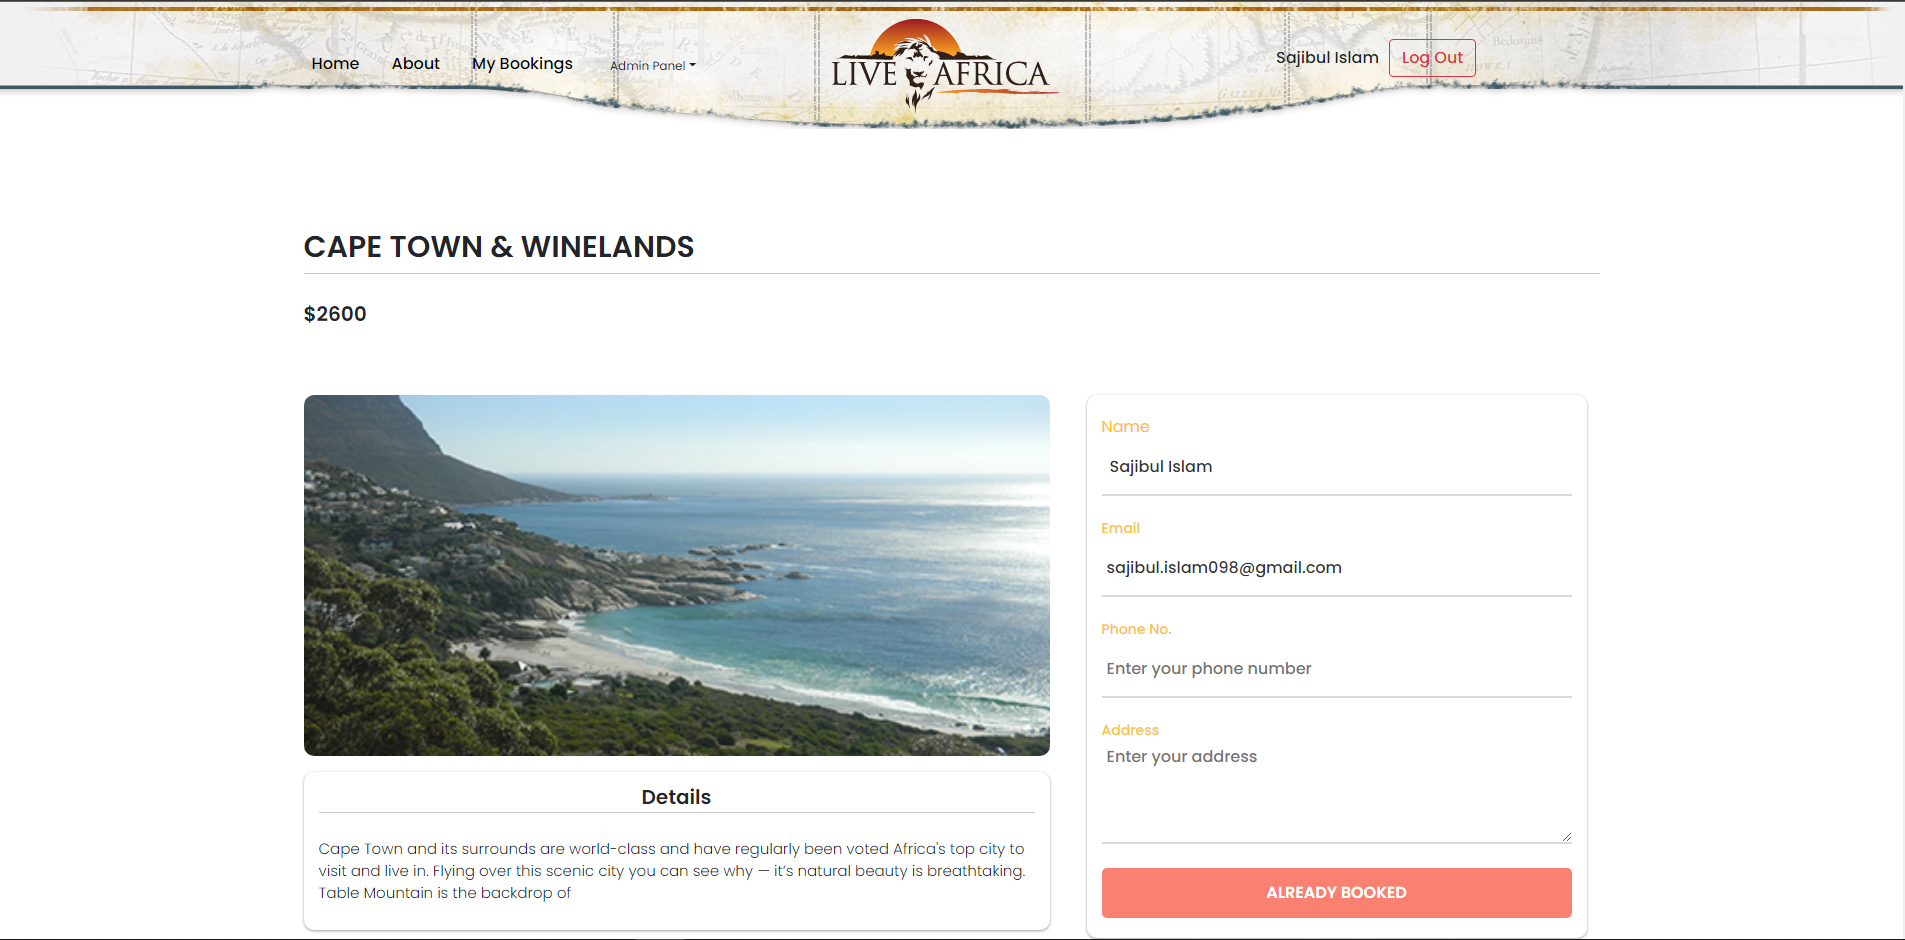 Home About My Bookings Admin Panel
LIVE AFRICA
Sajibul Islam Log Out
CAPE TOWN & WINELANDS
$2600
Name
Sajibul Islam
Email
sajibul.islam098@gmail.com
Phone No.
Enter your phone number
Address
Enter your address
ALREADY BOOKED
Details
Cape Town and its surrounds are world-class and have regularly been voted Africa's top city to
visit and live in. Flying over this scenic city you can see why — it's natural beauty is breathtaking.
Table Mountain is the backdrop of